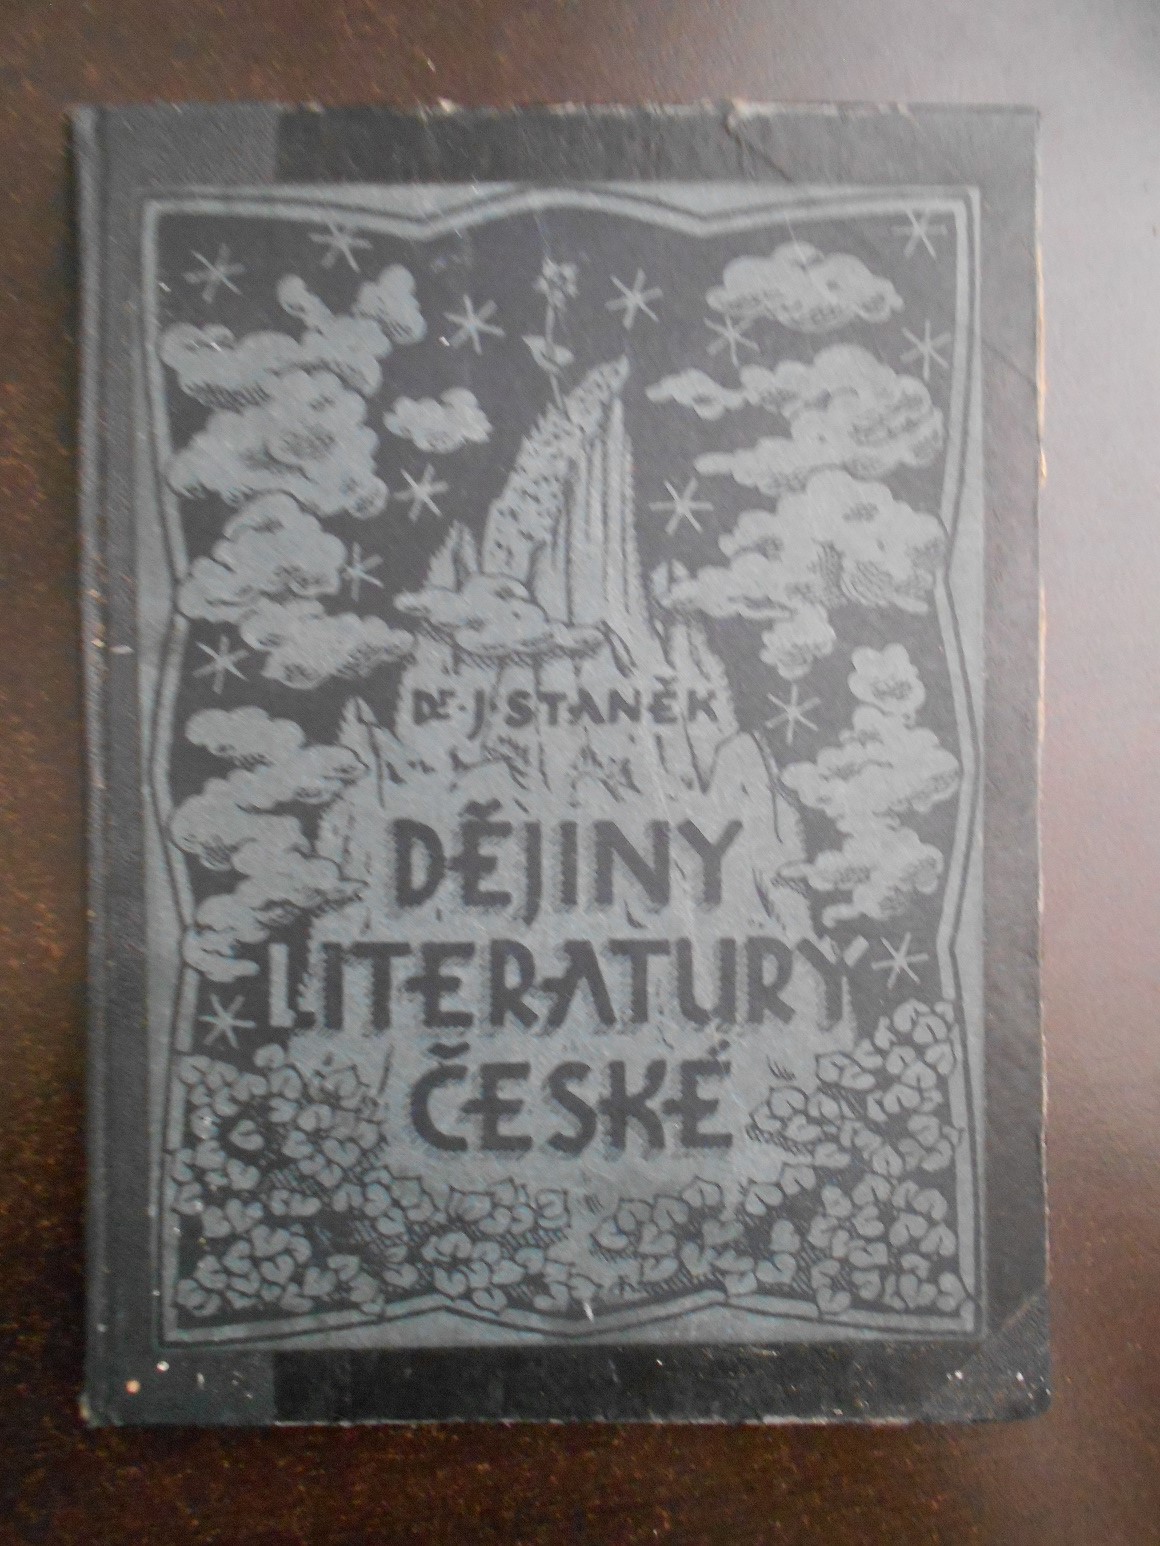 Dr. J. STANĚK
DĚJINY
LITERATURY
ČESKÉ